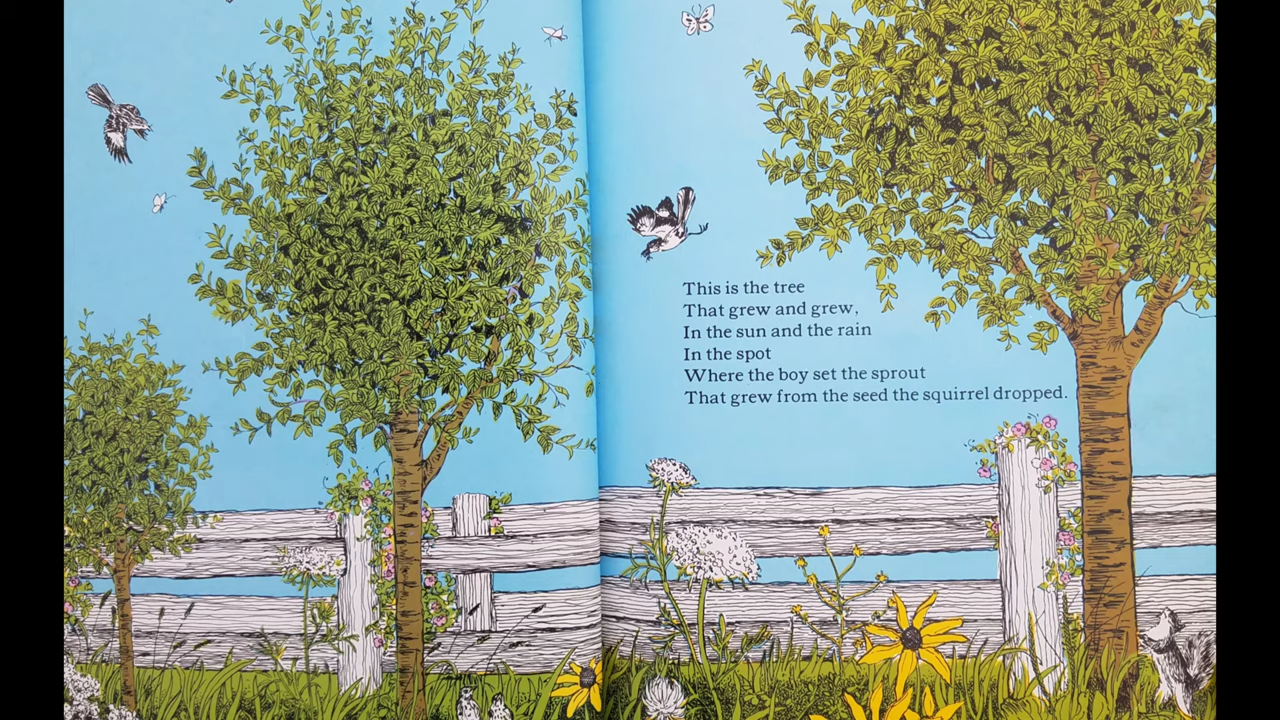 This is the tree
That grew and grew,
In the sun and the rain
In the spot
Where the boy set the sprout
That grew from the seed the squirrel dropped.